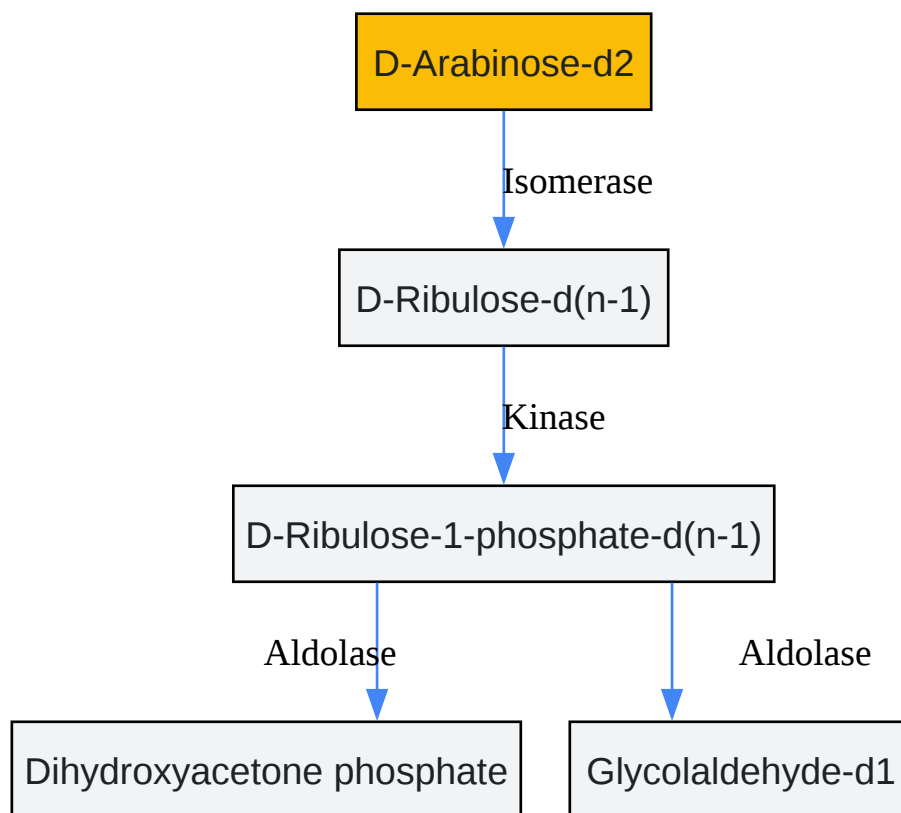 D-Arabinose-d2
Isomerase
D-Ribulose-d(n-1)
Kinase
D-Ribulose-1-phosphate-d(n-1)
Aldolase
Aldolase
Dihydroxyacetone phosphate
Glycolaldehyde-d1